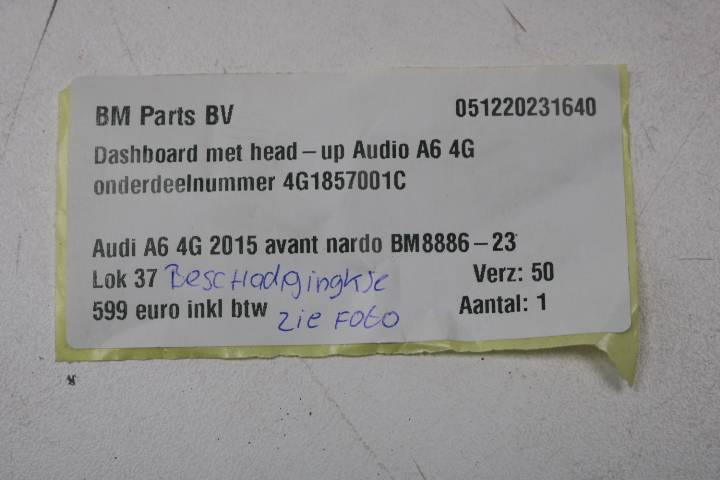 BM Parts BV 051220231640
Dashboard met head-up Audio A6 4G
onderdeelnummer 4G1857001C
Audi A6 4G 2015 avant nardo BM8886-23
Lok 37 Beschadigingkje Verz: 50
599 euro inkl btw zie Foto Aantal: 1